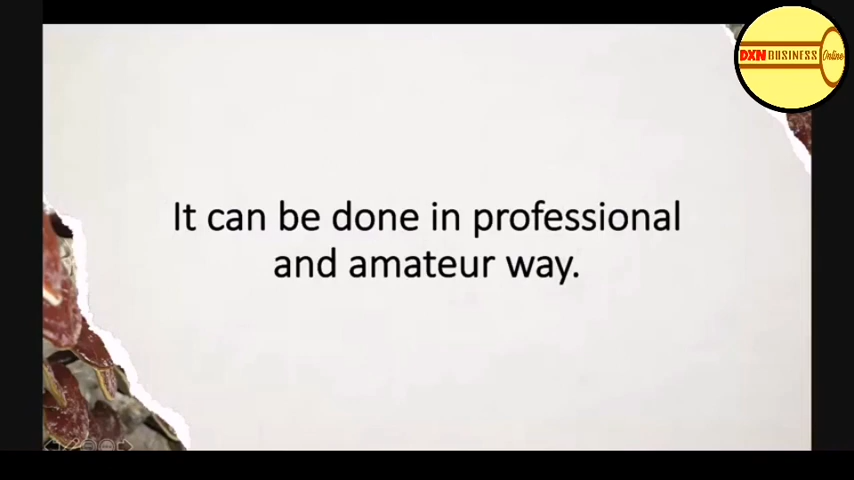 DXN BUSINESS Online
It can be done in professional
and amateur way.